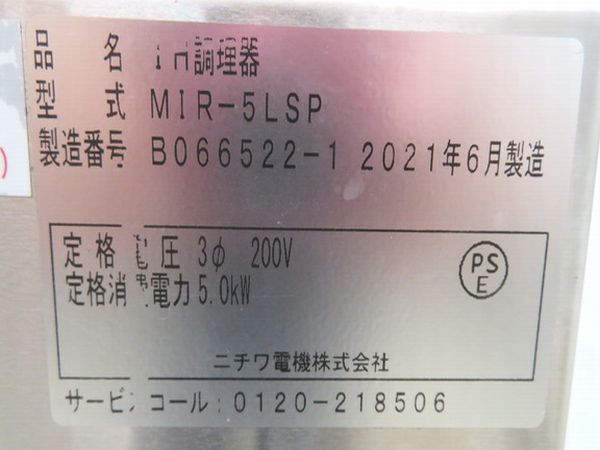 品 名 IH調理器
型 式 MIR-5LSP
製造番号 B066522-1 2021年6月製造
定格電圧 3φ 200V
定格消費電力 5.0kW
PS
E
ニチワ電機株式会社
サービスコール:0120-218506
)